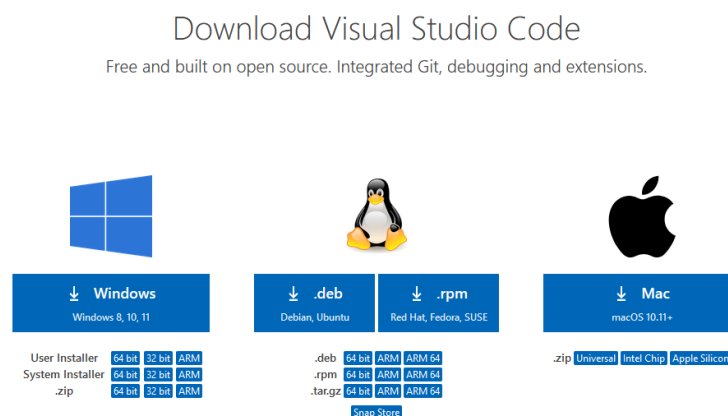 Download Visual Studio Code
Free and built on open source. Integrated Git, debugging and extensions.
Windows
Windows 8, 10, 11
.deb
Debian, Ubuntu
.rpm
Red Hat, Fedora, SUSE
Mac
macOS 10.11+
User Installer 64 bit 32 bit ARM
System Installer 64 bit 32 bit ARM
.zip 64 bit 32 bit ARM
.deb 64 bit ARM ARM 64
.rpm 64 bit ARM ARM 64
.tar.gz 64 bit ARM ARM 64
Snap Store
.zip Universal Intel Chip Apple Silicon